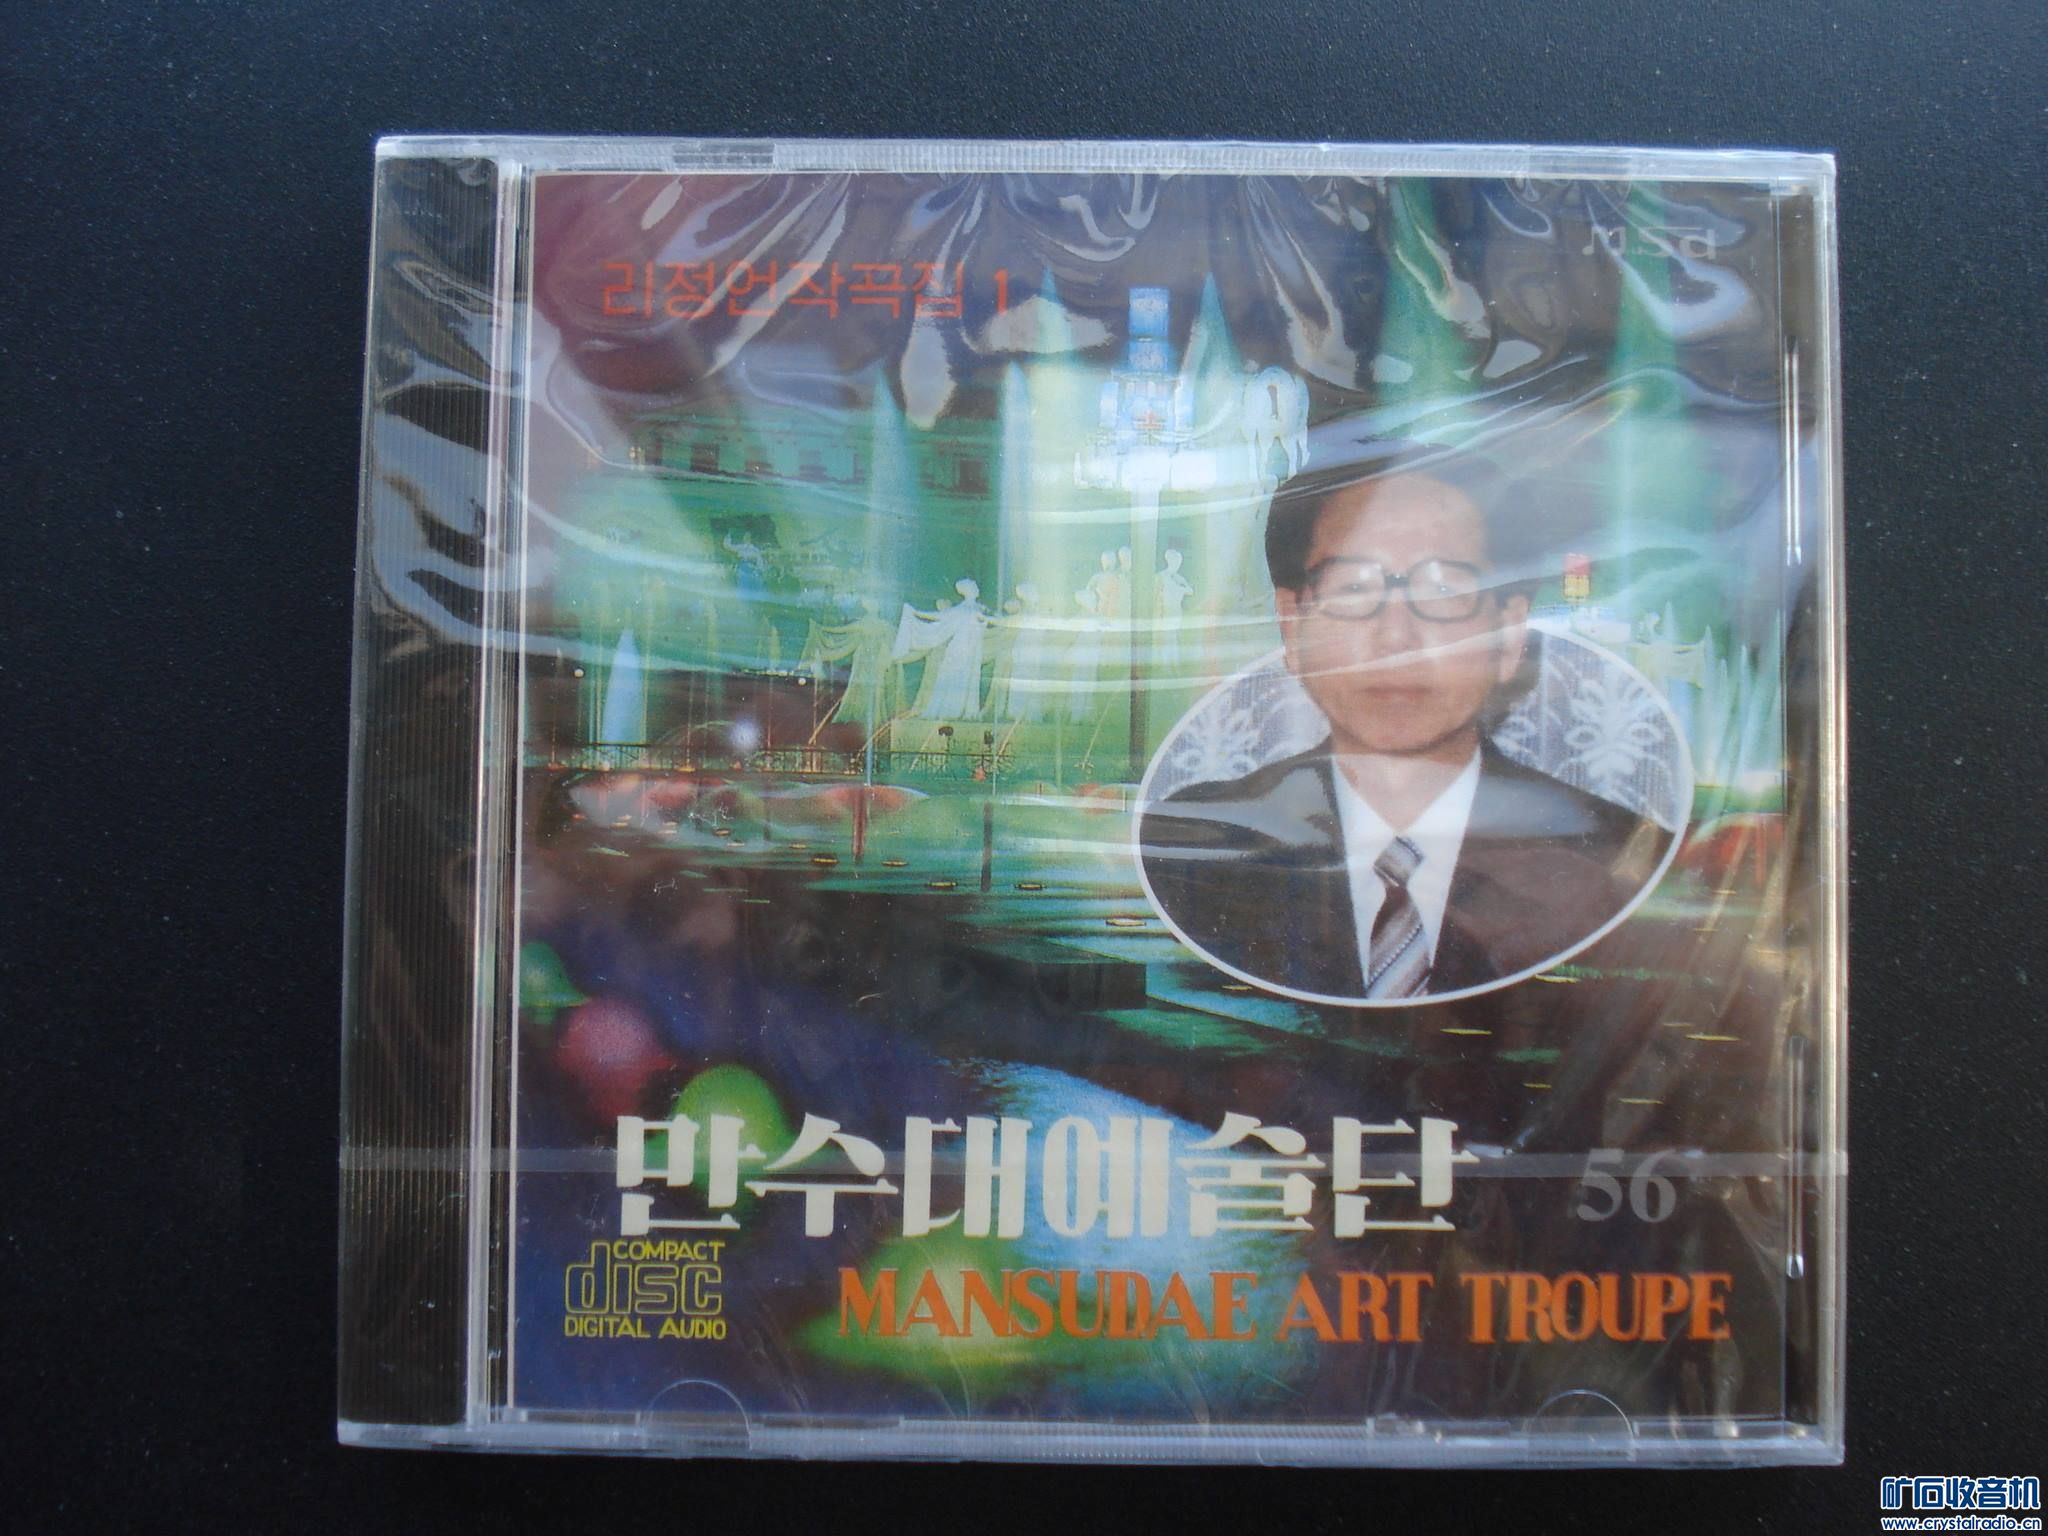 msd
리정언작곡집 1
만수대예술단 56
COMPACT
disc
DIGITAL AUDIO
MANSUDAE ART TROUPE
矿石收音机
www.crystalradio.cn